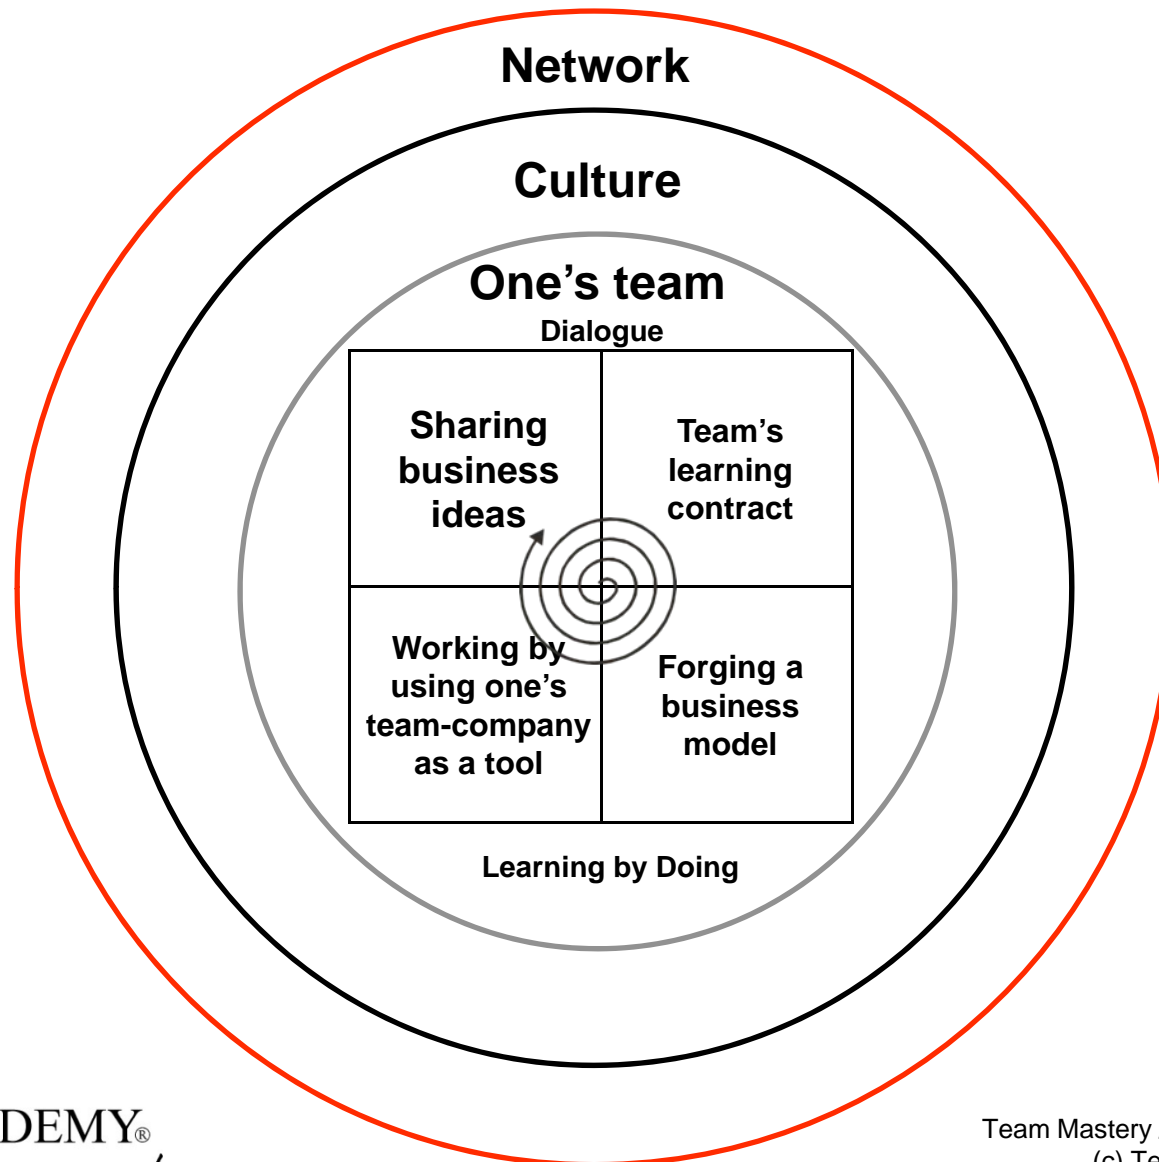 Network
Culture
One’s team
Dialogue
Sharing
business
ideas
Team’s
learning
contract
Working by
using one’s
team-company
as a tool
Forging a
business
model
Learning by Doing
DEMY®
Team Mastery
(c) Te